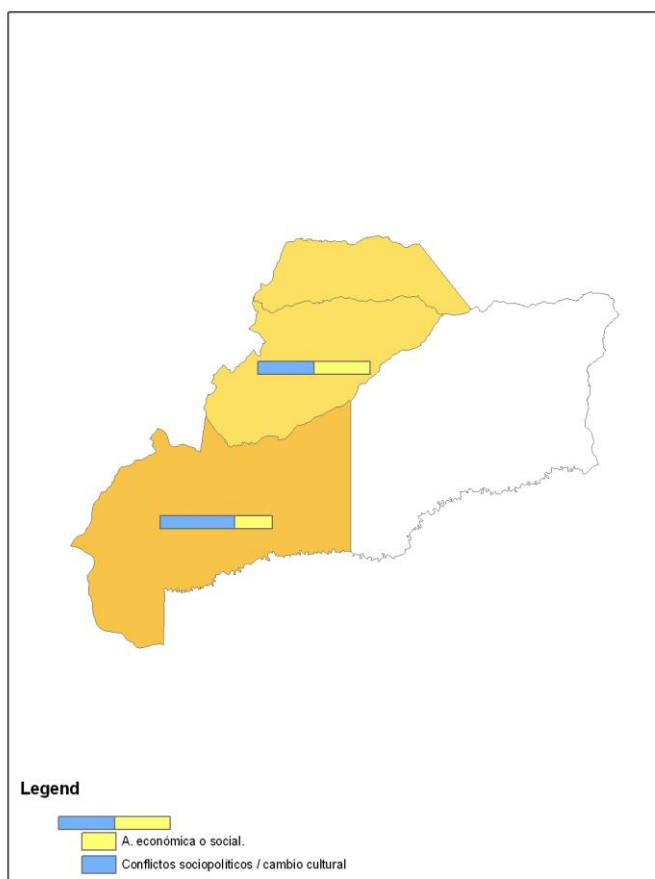 Legend
A. económica o social.
Conflictos sociopolíticos / cambio cultural